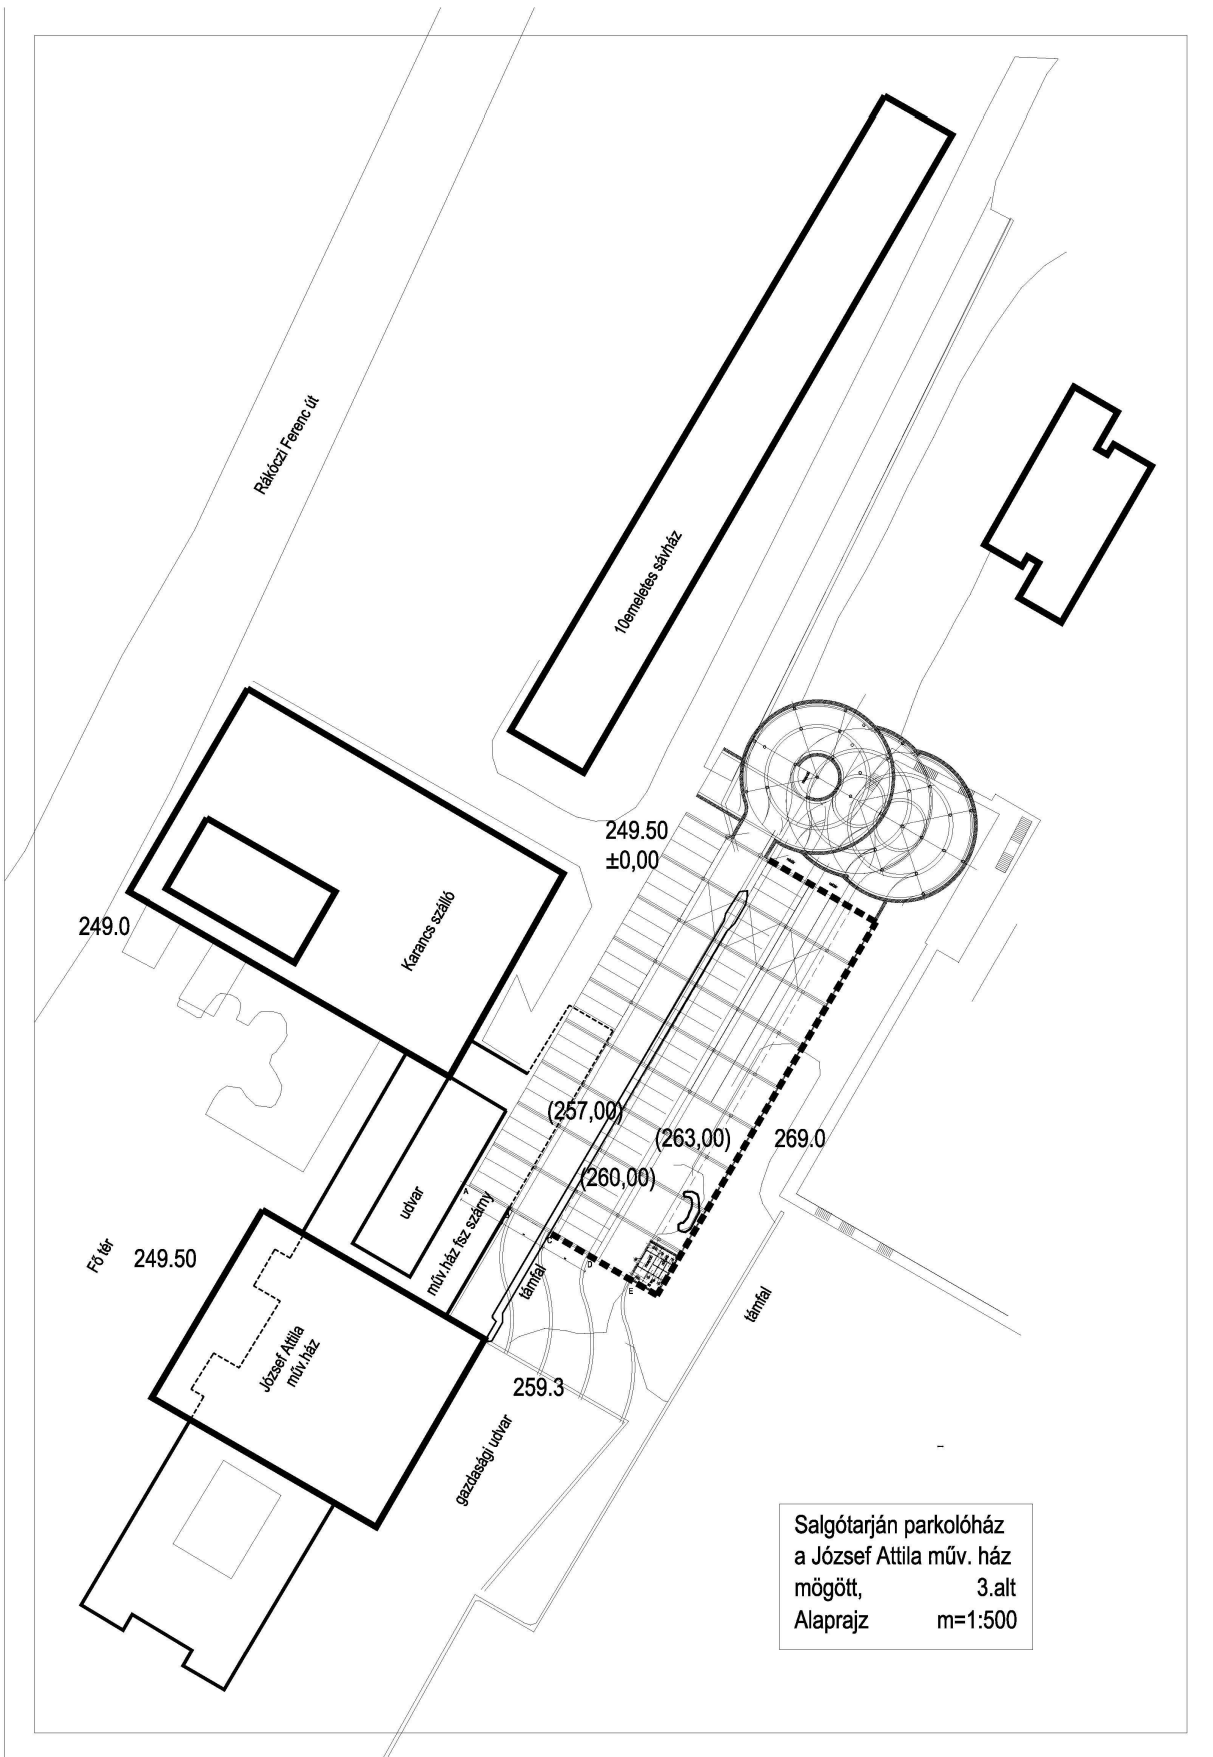 Rákóczi Ferenc út
10emeletes sávház
249.50
±0,00
249.0
Karancs szálló
(257,00)
(263,00)
269.0
(260,00)
udvar
műv.ház fsz szárny
A
C
D
E
támfal
támfal
Fő tér
249.50
József Attila
műv.ház
259.3
gazdasági udvar
Salgótarján parkolóház
a József Attila műv. ház
mögött, 3.alt
Alaprajz m=1:500